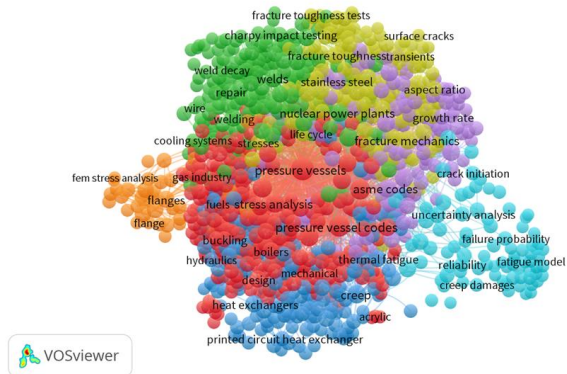 fracture toughness tests
charpy impact testing
surface cracks
fracture toughness
transients
weld decay
welds
stainless steel
repair
aspect ratio
wire
nuclear power plants
growth rate
welding
life cycle
cooling systems
stresses
fracture mechanics
pressure vessels
crack initiation
fem stress analysis
gas industry
asme codes
flanges
fuels
stress analysis
uncertainty analysis
flange
pressure vessel codes
buckling
failure probability
boilers
hydraulics
thermal fatigue
reliability
fatigue model
mechanical
design
creep damages
creep
heat exchangers
acrylic
printed circuit heat exchanger
VOSviewer